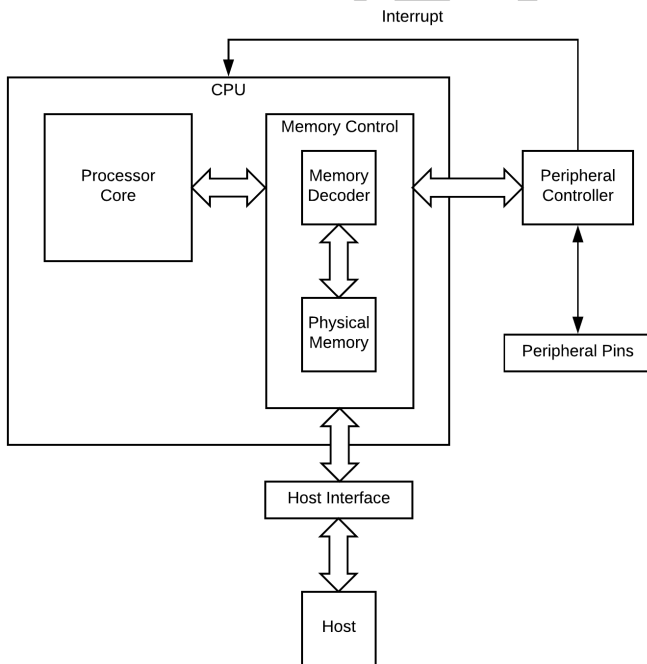 Interrupt
CPU
Memory Control
Processor
Core
Memory
Decoder
Peripheral
Controller
Physical
Memory
Peripheral Pins
Host Interface
Host